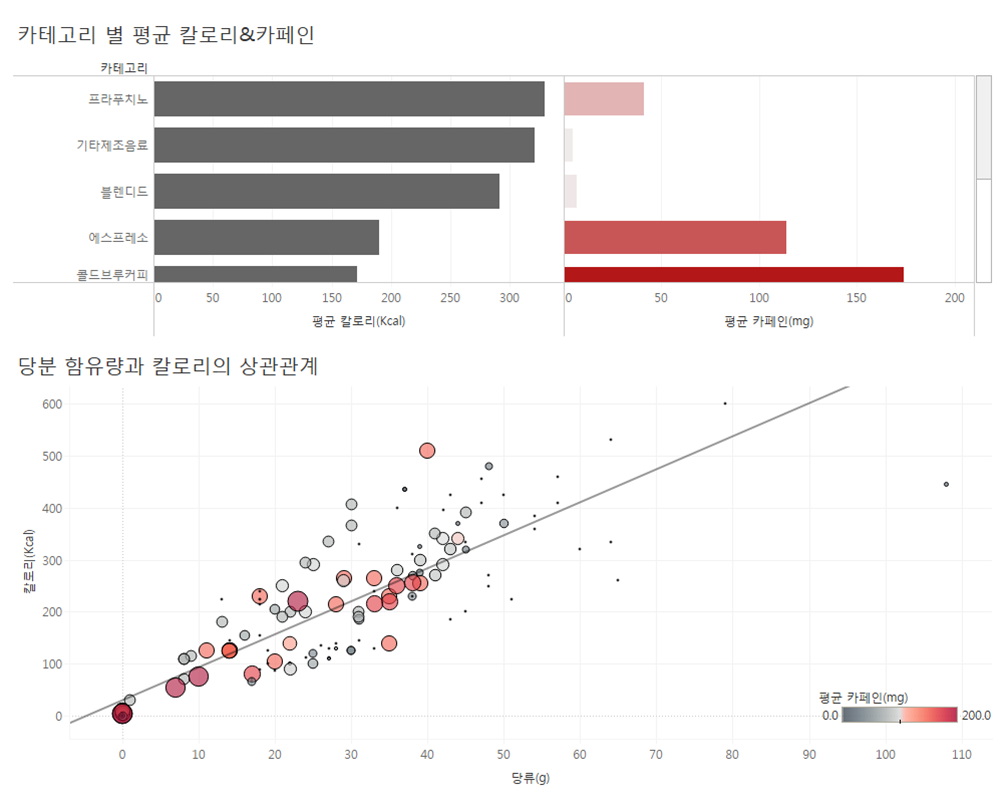 카테고리 별 평균 칼로리&카페인
카테고리
프라푸치노
기타제조음료
블렌디드
에스프레소
콜드브루커피
0 50 100 150 200 250 300
0 50 100 150 200
평균 칼로리(Kcal)
평균 카페인(mg)
당분 함유량과 칼로리의 상관관계
600
500
400
300
200
100
0
칼로리(Kcal)
평균 카페인(mg)
0.0 200.0
0 10 20 30 40 50 60 70 80 90 100 110
당류(g)